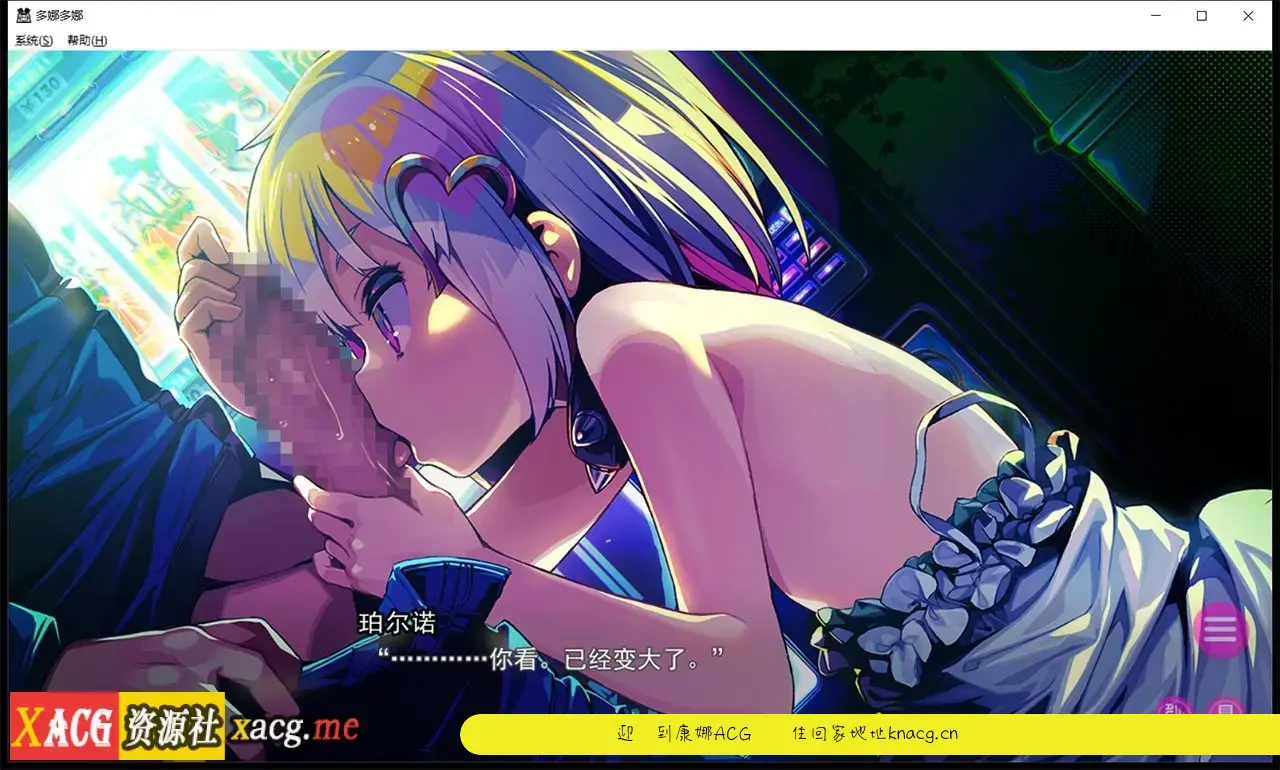 多娜多娜
系统(S) 帮助(H)
¥130
珀尔诺
“…………你看。已经变大了。”
XACG 资源社 xacg.me
迎 到康娜ACG 住回家地址knacg.cn